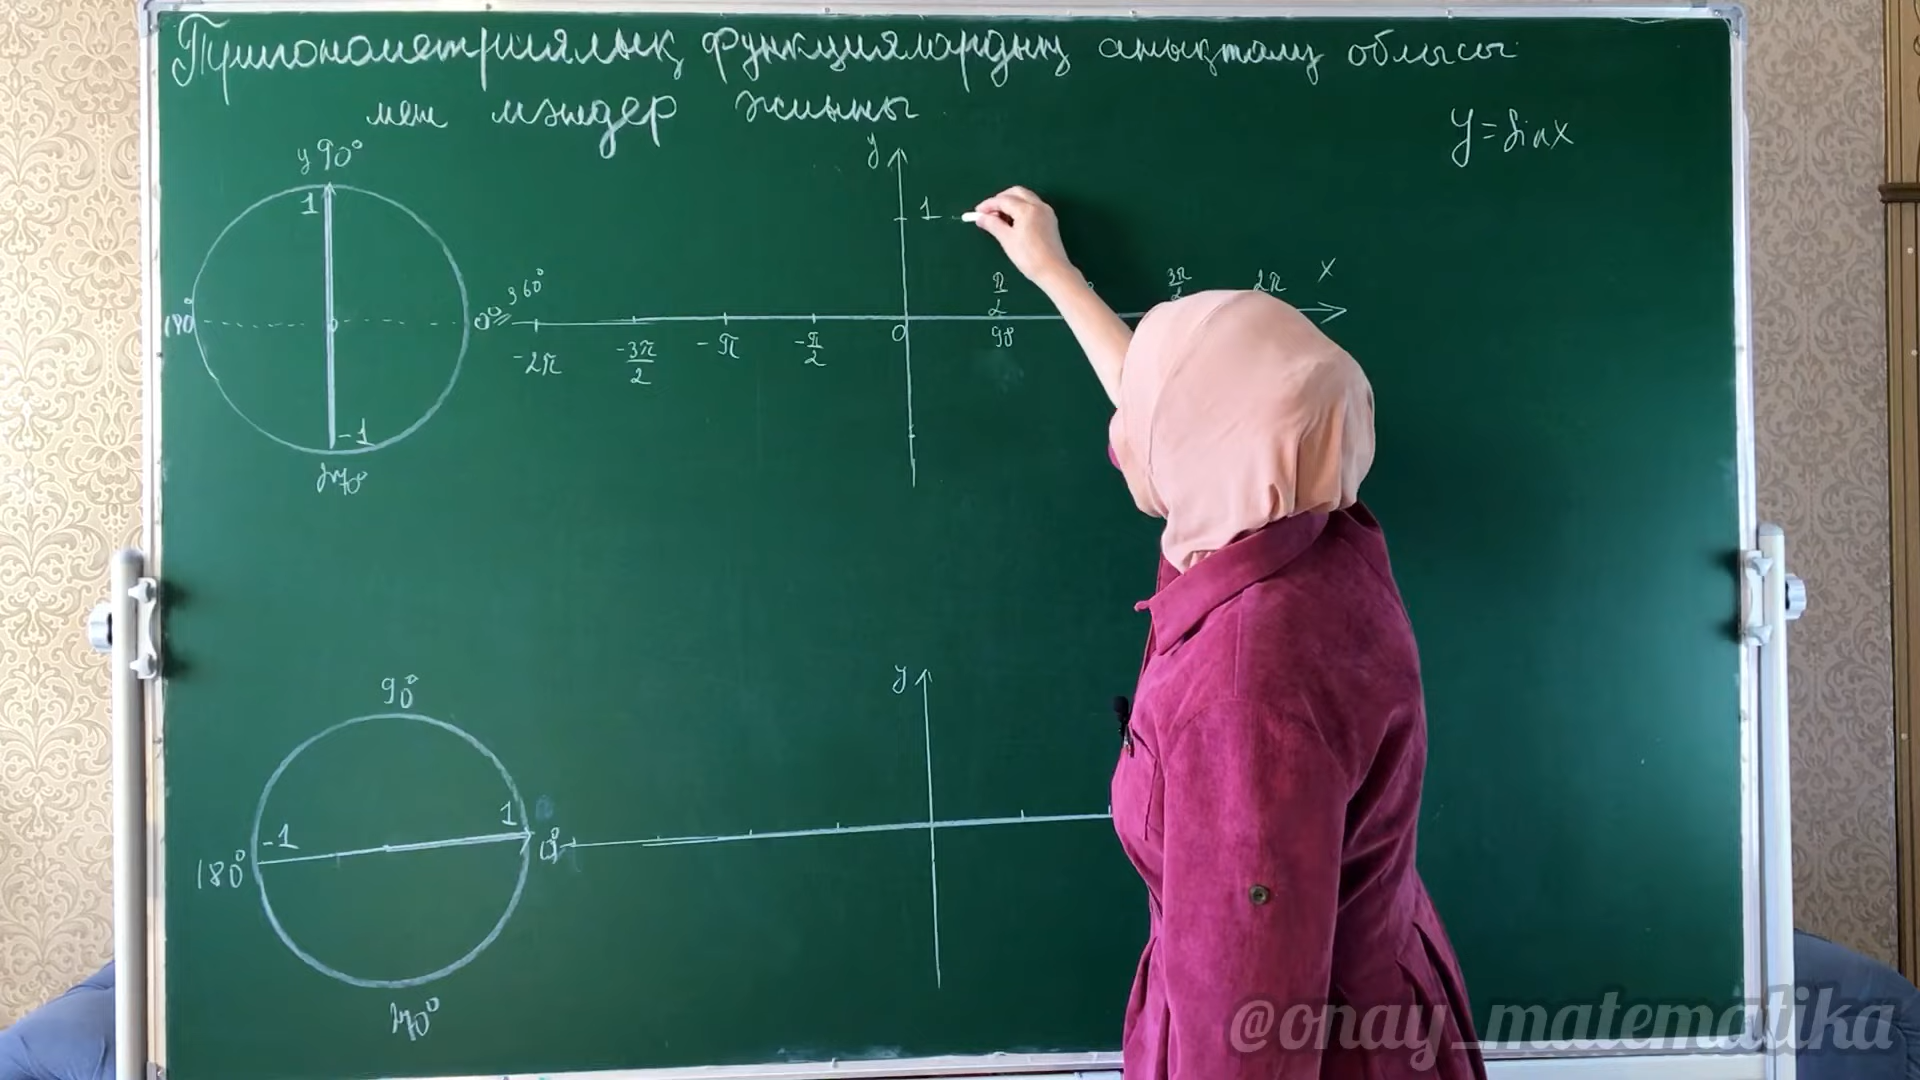 Тригонометриялық функциялардың анықталу облысы
мен мәндер жиыны
y = sinx
y 90°
1
180°
0° 360°
-1
270°
y
1
x
π/2
3π/2
2π
-2π
-3π/2
-π
-π/2
0
90
90°
-1
1
180°
0°
270°
y
@onay_matematika